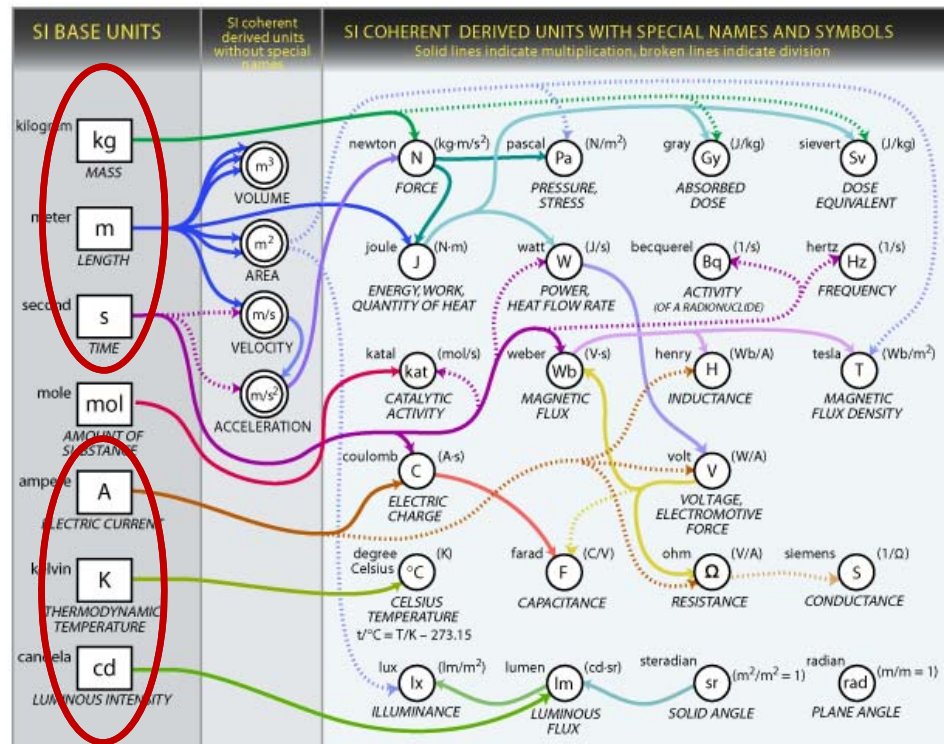 SI BASE UNITS
SI coherent
derived units
without special
names
SI COHERENT DERIVED UNITS WITH SPECIAL NAMES AND SYMBOLS
Solid lines indicate multiplication, broken lines indicate division
kilogram
kg
MASS
meter
m
LENGTH
second
s
TIME
mole
mol
AMOUNT OF
SUBSTANCE
ampere
A
ELECTRIC CURRENT
kelvin
K
THERMODYNAMIC
TEMPERATURE
candela
cd
LUMINOUS INTENSITY
m³
VOLUME
m²
AREA
m/s
VELOCITY
m/s²
ACCELERATION
newton (kg·m/s²)
N
FORCE
pascal (N/m²)
Pa
PRESSURE,
STRESS
gray (J/kg)
Gy
ABSORBED
DOSE
sievert (J/kg)
Sv
DOSE
EQUIVALENT
joule (N·m)
J
ENERGY, WORK,
QUANTITY OF HEAT
watt (J/s)
W
POWER,
HEAT FLOW RATE
becquerel (1/s)
Bq
ACTIVITY
(OF A RADIONUCLIDE)
hertz (1/s)
Hz
FREQUENCY
katal (mol/s)
kat
CATALYTIC
ACTIVITY
weber (V·s)
Wb
MAGNETIC
FLUX
henry (Wb/A)
H
INDUCTANCE
tesla (Wb/m²)
T
MAGNETIC
FLUX DENSITY
coulomb (A·s)
C
ELECTRIC
CHARGE
volt (W/A)
V
VOLTAGE,
ELECTROMOTIVE
FORCE
degree
Celsius (K)
°C
CELSIUS
TEMPERATURE
t/°C = T/K − 273.15
farad (C/V)
F
CAPACITANCE
ohm (V/A)
Ω
RESISTANCE
siemens (1/Ω)
S
CONDUCTANCE
lux (lm/m²)
lx
ILLUMINANCE
lumen (cd·sr)
lm
LUMINOUS
FLUX
steradian (m²/m² = 1)
sr
SOLID ANGLE
radian (m/m = 1)
rad
PLANE ANGLE